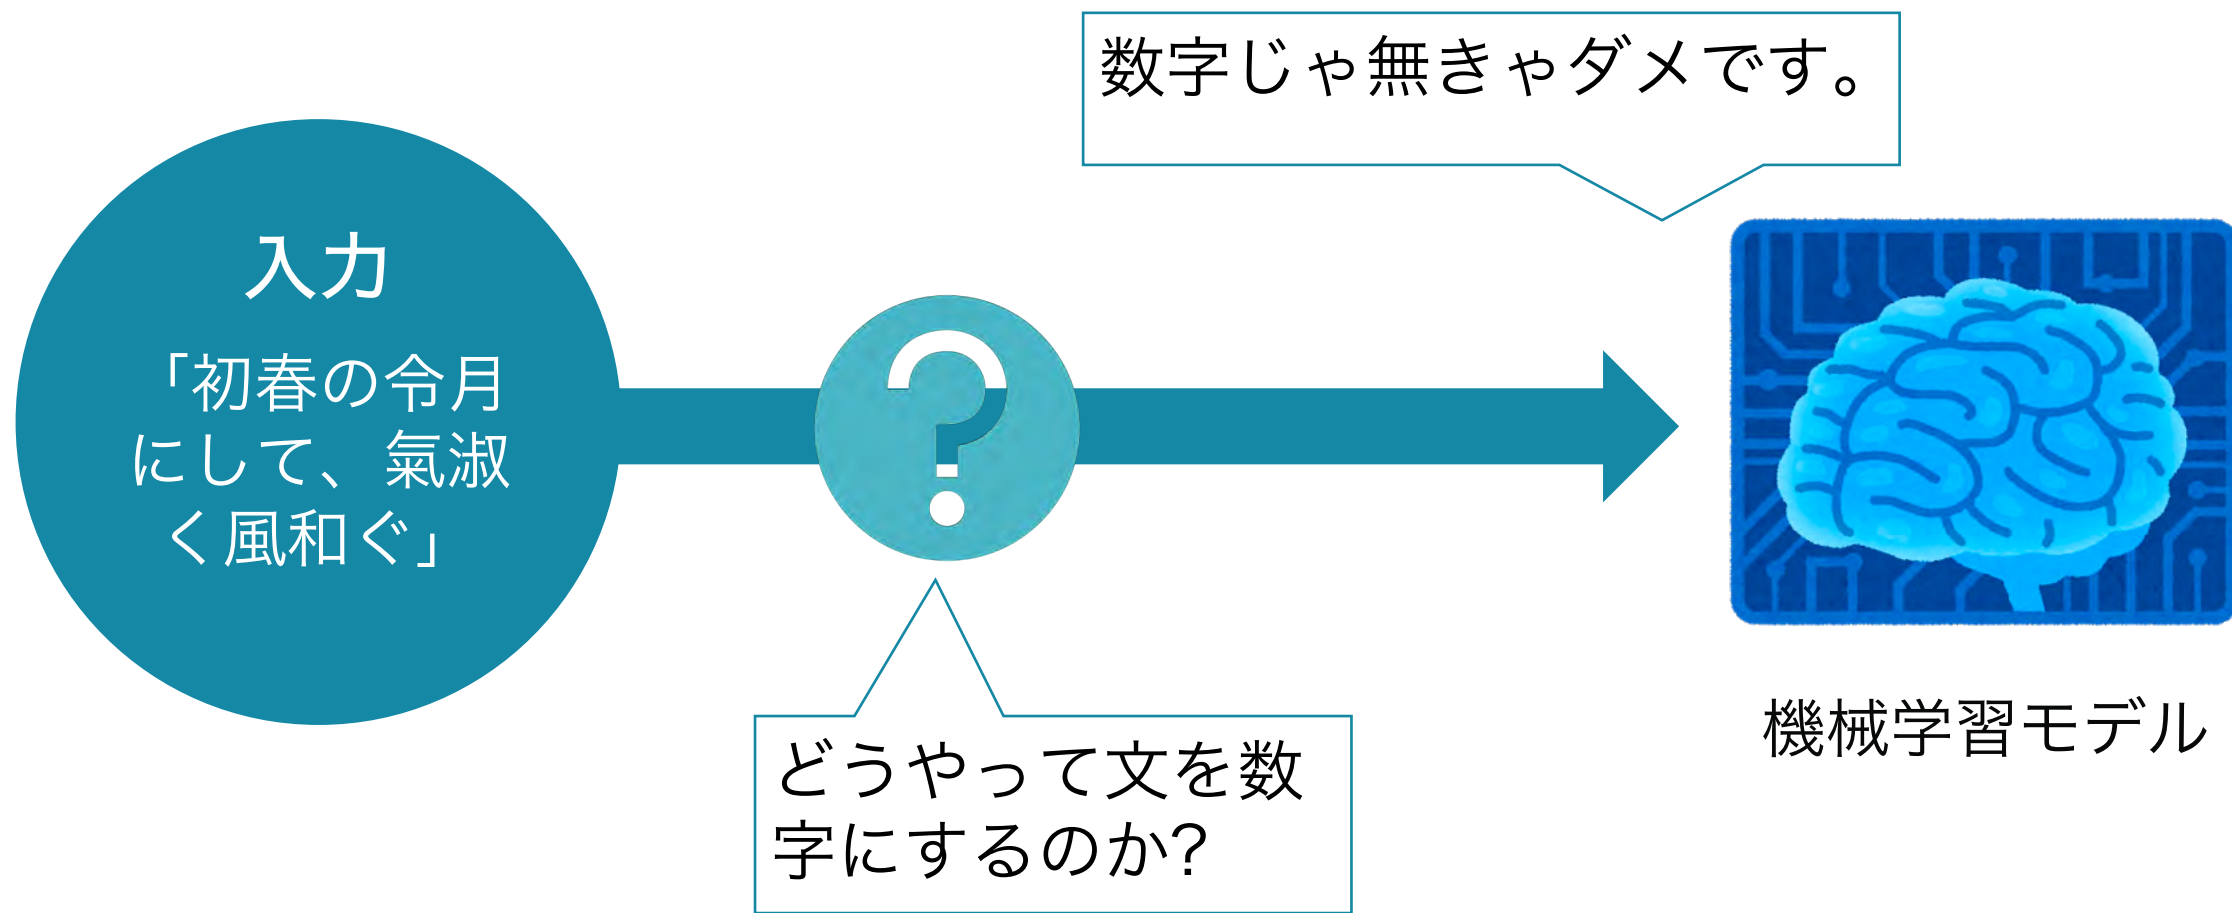 数字じゃ無きゃダメです。
入力
「初春の令月
にして、氣淑
く風和ぐ」
どうやって文を数
字にするのか?
機械学習モデル